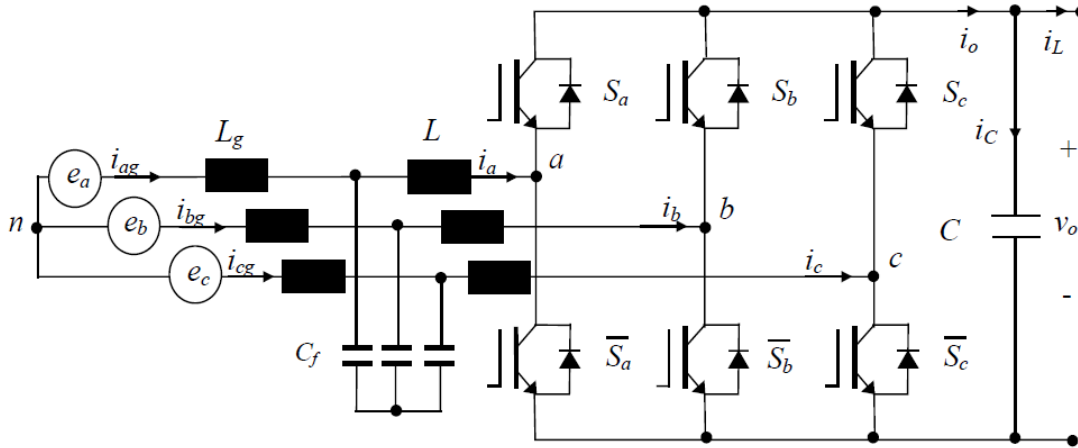 i_o
i_L
S_a
S_b
S_c
i_C
+
L_g
L
i_ag
i_a
a
e_a
n
i_bg
e_b
i_b
b
C
v_o
i_cg
e_c
i_c
c
-
C_f
S̅_a
S̅_b
S̅_c